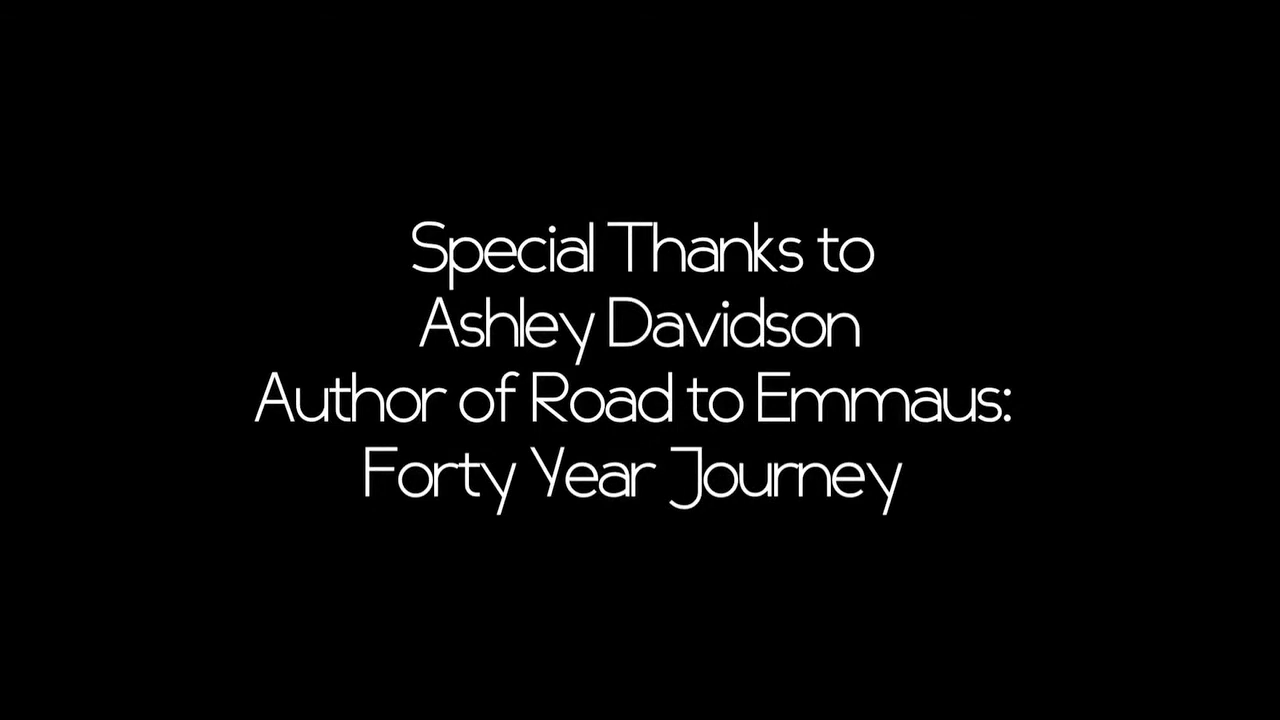 Special Thanks to
Ashley Davidson
Author of Road to Emmaus:
Forty Year Journey